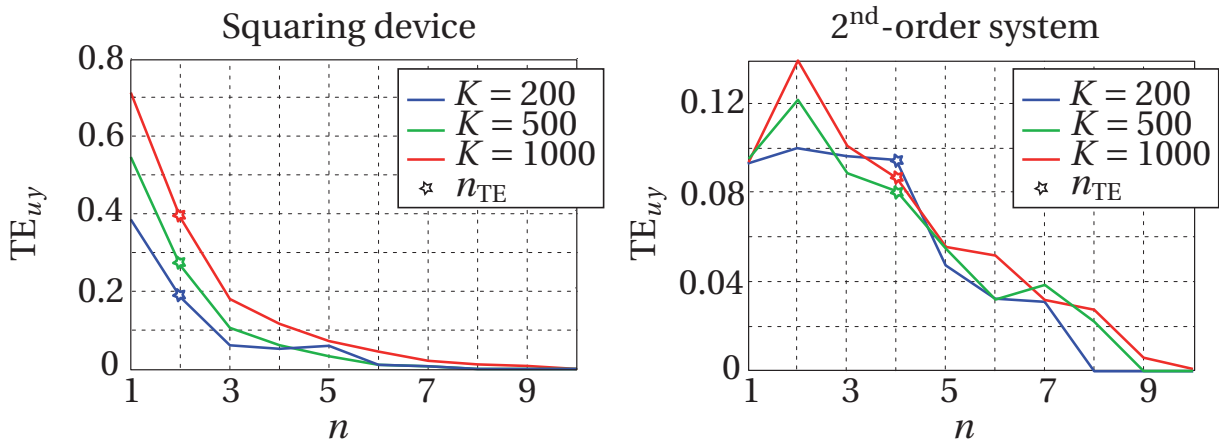 Squaring device
TE_uy
0.8
0.6
0.4
0.2
0
1 3 5 7 9
n
K = 200
K = 500
K = 1000
n_TE
2nd-order system
TE_uy
0.12
0.08
0.04
0
1 3 5 7 9
n
K = 200
K = 500
K = 1000
n_TE